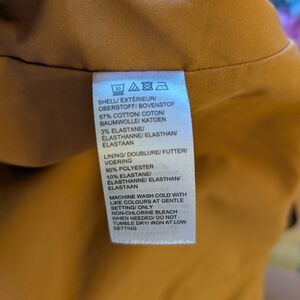 SHELL/ EXTÉRIEUR/
OBERSTOFF/ BOVENSTOF
97% COTTON/ COTON/
BAUMWOLLE/ KATOEN
3% ELASTANE/
ÉLASTHANNE/ ELASTHAN/
ELASTAAN
LINING/ DOUBLURE/ FUTTER/
VOERING
90% POLYESTER
10% ELASTANE/
ÉLASTHANNE/ ELASTHAN/
ELASTAAN
MACHINE WASH COLD WITH
LIKE COLOURS AT GENTLE
SETTING/ ONLY
NON-CHLORINE BLEACH
WHEN NEEDED/ DO NOT
TUMBLE DRY/ IRON AT LOW
SETTING